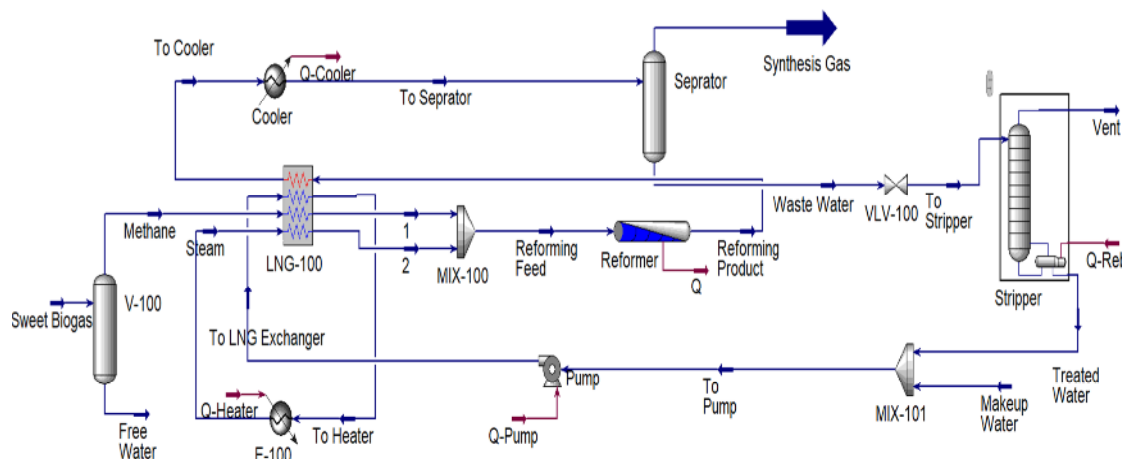 To Cooler
Q-Cooler
Cooler
To Seprator
Seprator
Synthesis Gas
Vent
Methane
Steam
LNG-100
1
2
MIX-100
Reforming
Feed
Reformer
Q
Reforming
Product
Waste Water
VLV-100
To
Stripper
Q-Reb
Stripper
Sweet Biogas
V-100
Free
Water
To LNG Exchanger
Q-Heater
To Heater
Pump
Q-Pump
To
Pump
MIX-101
Treated
Water
Makeup
Water